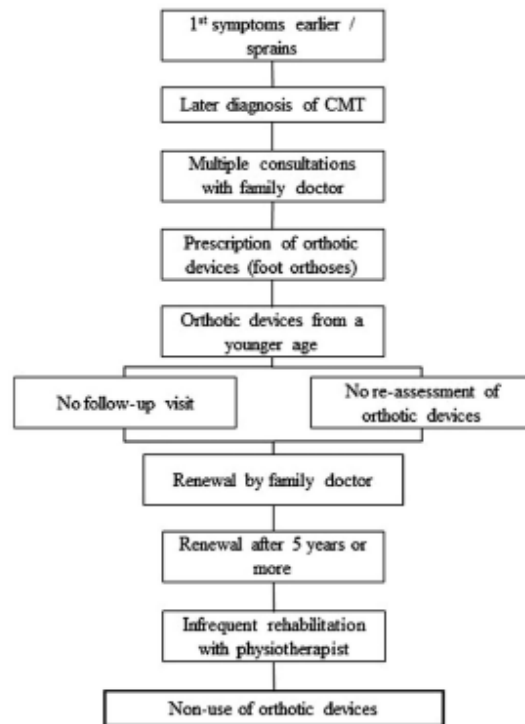 1st symptoms earlier /
sprains
Later diagnosis of CMT
Multiple consultations
with family doctor
Prescription of orthotic
devices (foot orthoses)
Orthotic devices from a
younger age
No follow-up visit
No re-assessment of
orthotic devices
Renewal by family doctor
Renewal after 5 years or
more
Infrequent rehabilitation
with physiotherapist
Non-use of orthotic devices